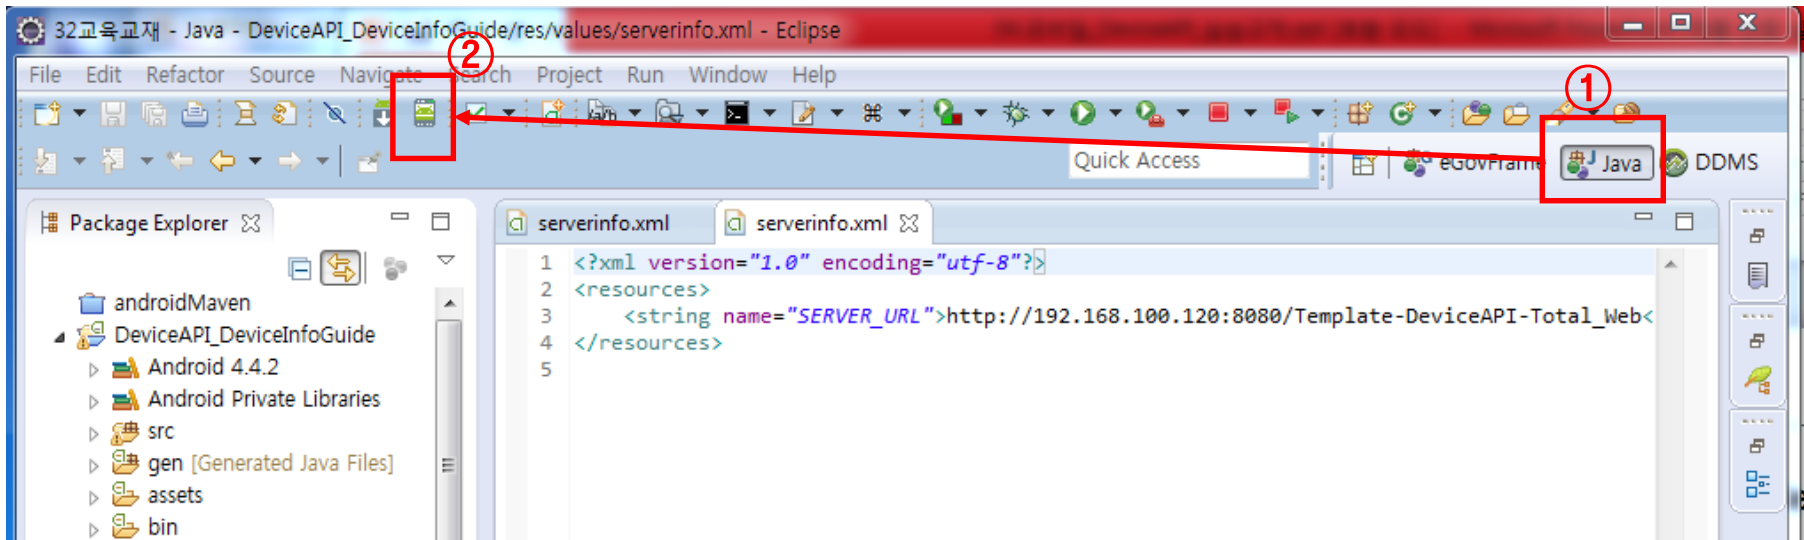 32교육교재 - Java - DeviceAPI_DeviceInfoGuide/res/values/serverinfo.xml - Eclipse
②
File Edit Refactor Source Navigate Search Project Run Window Help
①
Quick Access
eGovFrame
Java
DDMS
Package Explorer
serverinfo.xml
serverinfo.xml
androidMaven
DeviceAPI_DeviceInfoGuide
Android 4.4.2
Android Private Libraries
src
gen [Generated Java Files]
assets
bin
1 <?xml version="1.0" encoding="utf-8"?>
2 <resources>
3 <string name="SERVER_URL">http://192.168.100.120:8080/Template-DeviceAPI-Total_Web<
4 </resources>
5